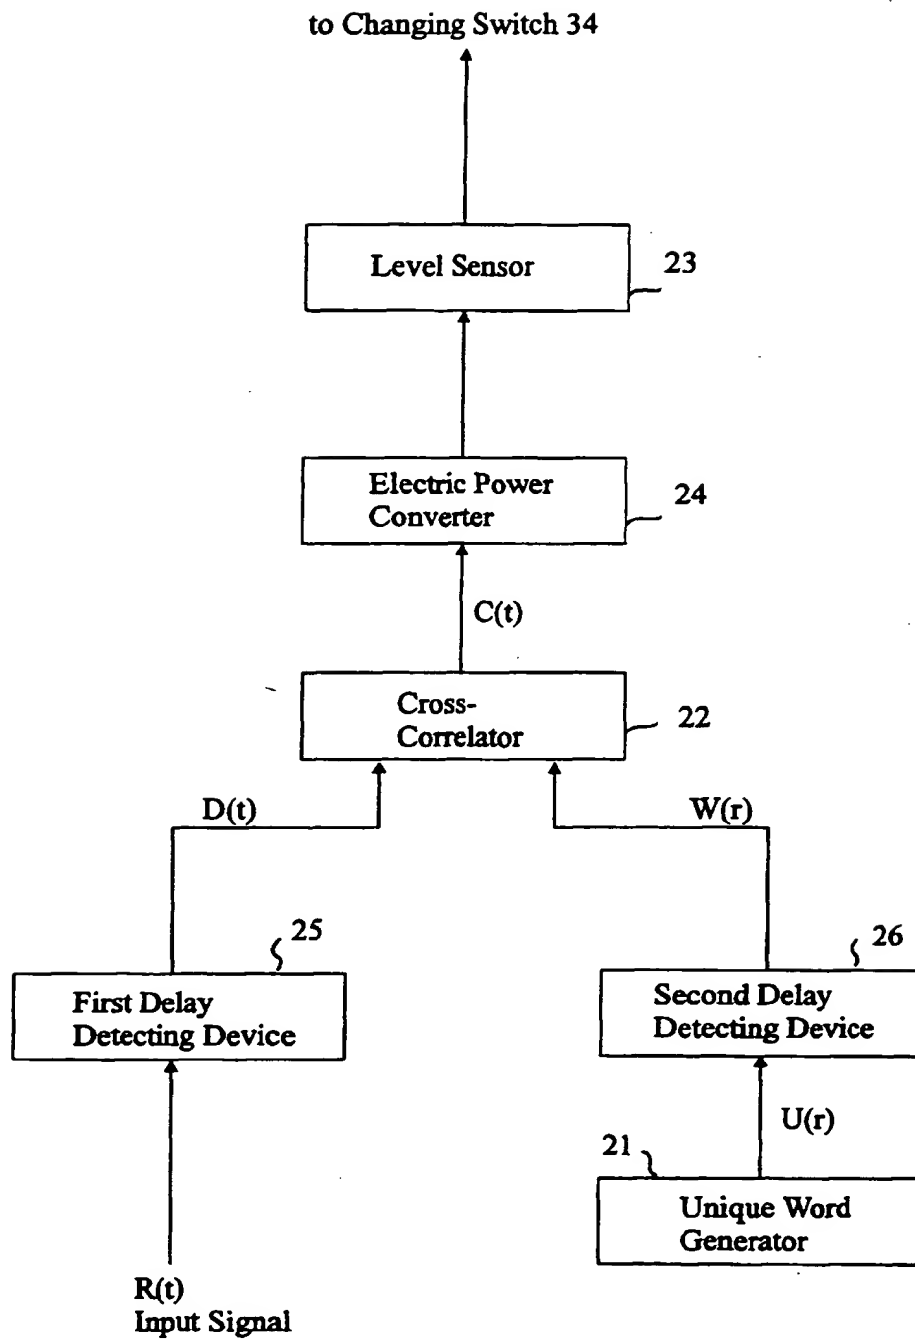 to Changing Switch 34
Level Sensor
23
Electric Power
Converter
24
C(t)
Cross-
Correlator
22
D(t)
W(r)
25
26
First Delay
Detecting Device
Second Delay
Detecting Device
U(r)
21
Unique Word
Generator
R(t)
Input Signal